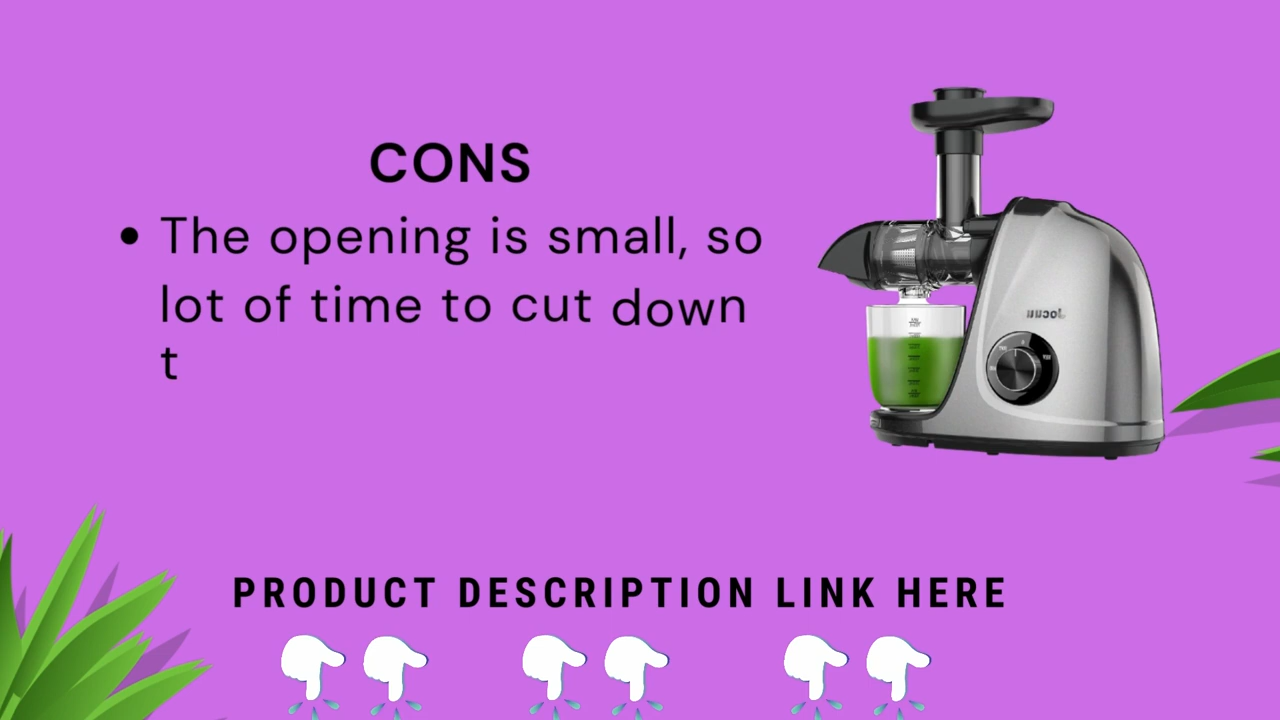 CONS
• The opening is small, so
lot of time to cut down
t
PRODUCT DESCRIPTION LINK HERE